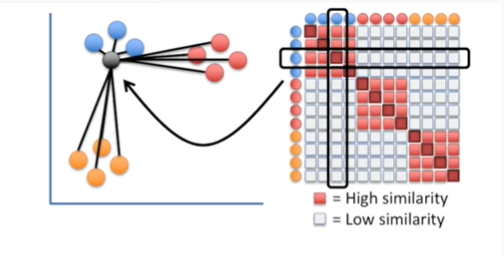 = High similarity
= Low similarity